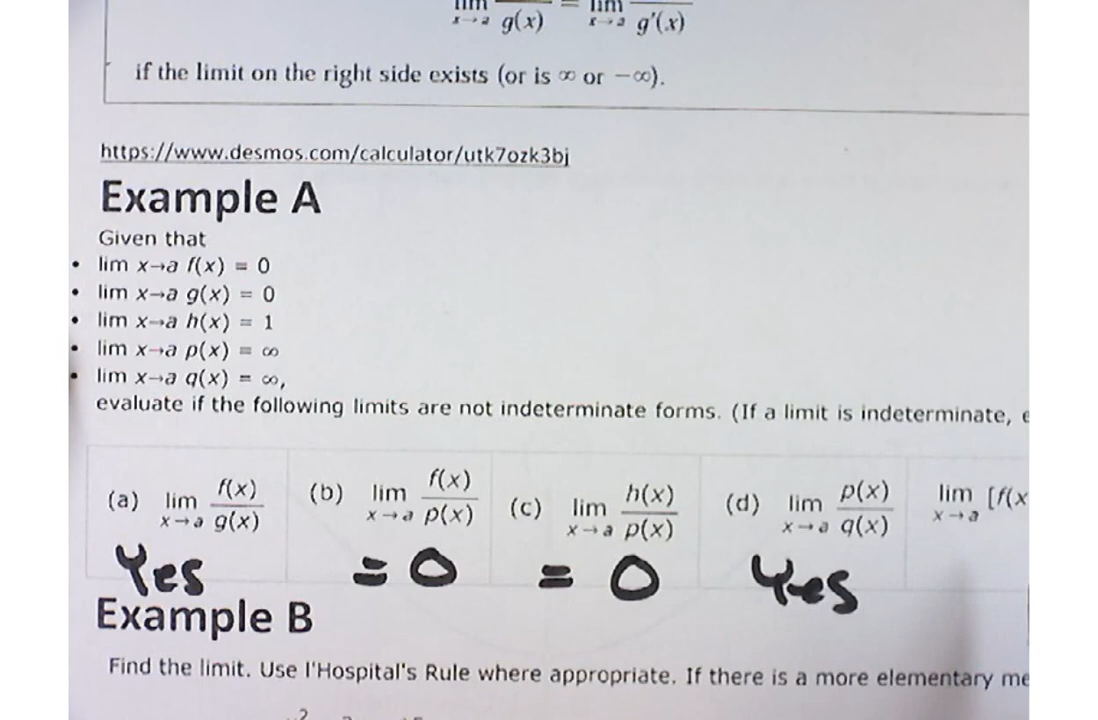 lim x→a g(x) = lim x→a g'(x)
if the limit on the right side exists (or is ∞ or −∞).
https://www.desmos.com/calculator/utk7ozk3bj
Example A
Given that
• lim x→a f(x) = 0
• lim x→a g(x) = 0
• lim x→a h(x) = 1
• lim x→a p(x) = ∞
• lim x→a q(x) = ∞,
evaluate if the following limits are not indeterminate forms. (If a limit is indeterminate,
(a) lim x→a f(x)/g(x) (b) lim x→a f(x)/p(x) (c) lim x→a h(x)/p(x) (d) lim x→a p(x)/q(x) lim x→a [f(x
Yes = 0 = 0 Yes
Example B
Find the limit. Use l'Hospital's Rule where appropriate. If there is a more elementary